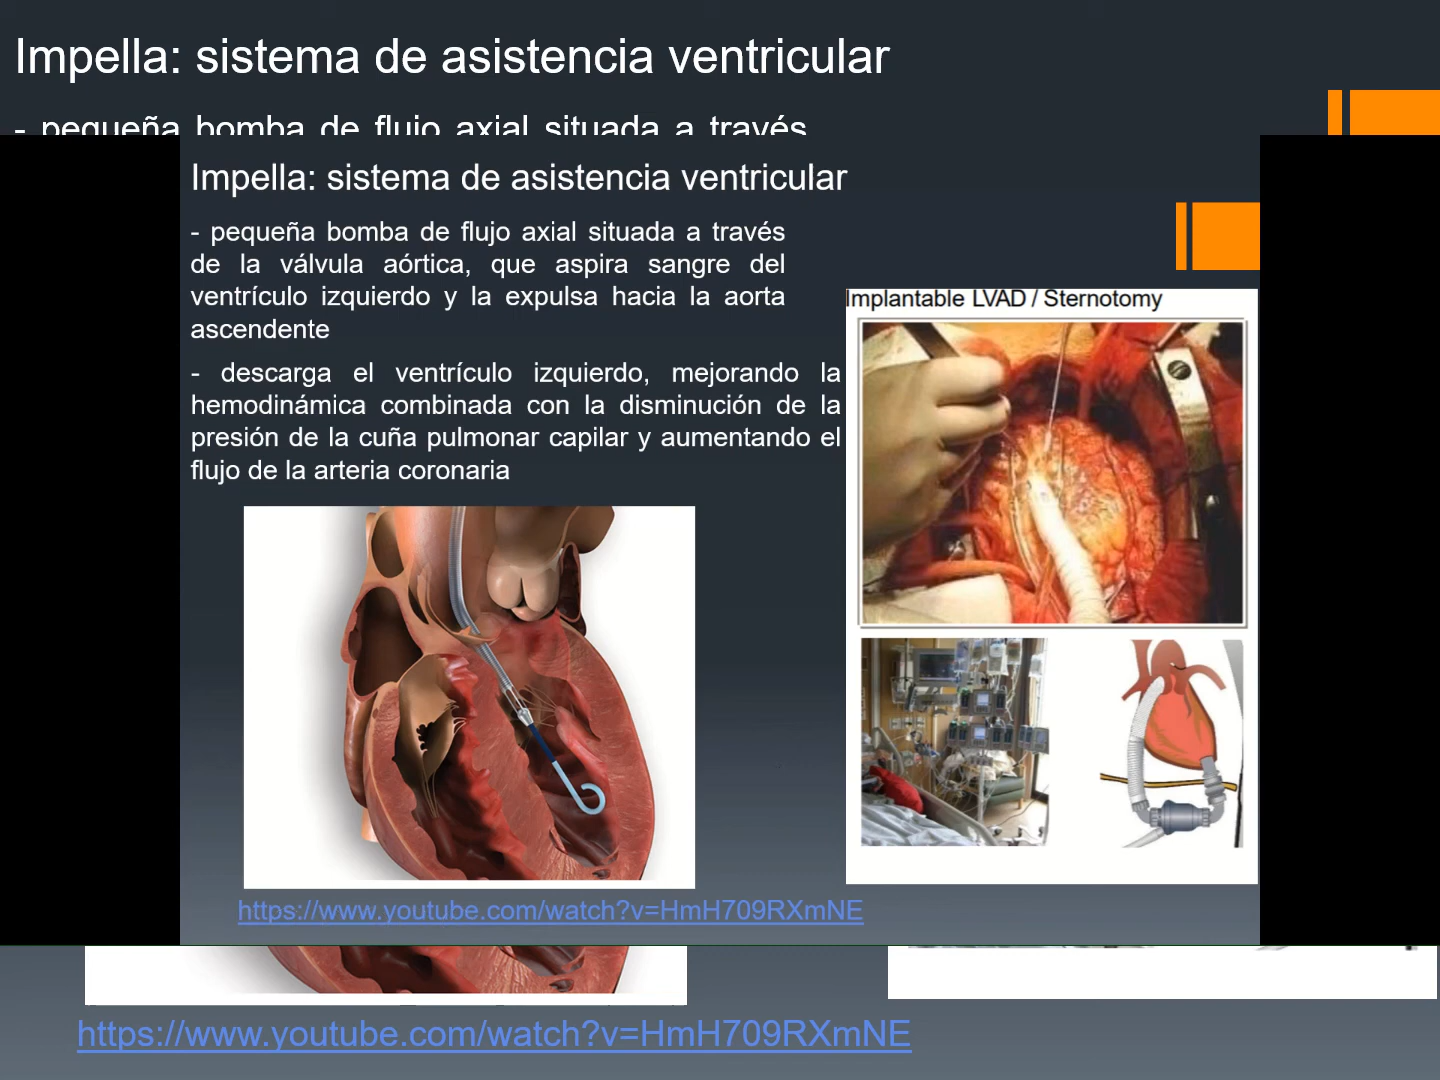 Impella: sistema de asistencia ventricular
- pequeña bomba de flujo axial situada a través
Impella: sistema de asistencia ventricular
- pequeña bomba de flujo axial situada a través
de la válvula aórtica, que aspira sangre del
ventrículo izquierdo y la expulsa hacia la aorta
ascendente
- descarga el ventrículo izquierdo, mejorando la
hemodinámica combinada con la disminución de la
presión de la cuña pulmonar capilar y aumentando el
flujo de la arteria coronaria
Implantable LVAD / Sternotomy
https://www.youtube.com/watch?v=HmH709RXmNE
https://www.youtube.com/watch?v=HmH709RXmNE